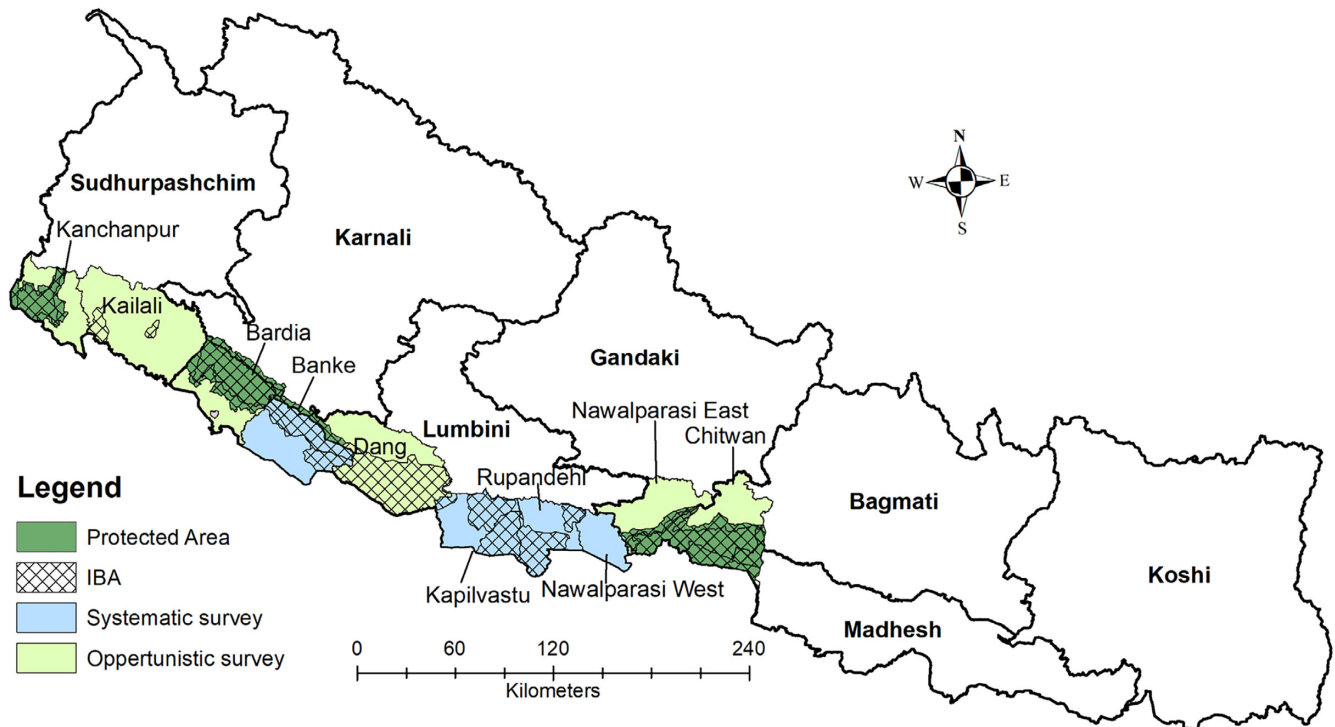 N
W
E
S
Sudhurpashchim
Kanchanpur
Karnali
Kailali
Bardia
Banke
Gandaki
Nawalparasi East
Chitwan
Lumbini
Dang
Rupandehi
Bagmati
Koshi
Kapilvastu
Nawalparasi West
Madhesh
Legend
Protected Area
IBA
Systematic survey
Oppertunistic survey
0 60 120 240
Kilometers